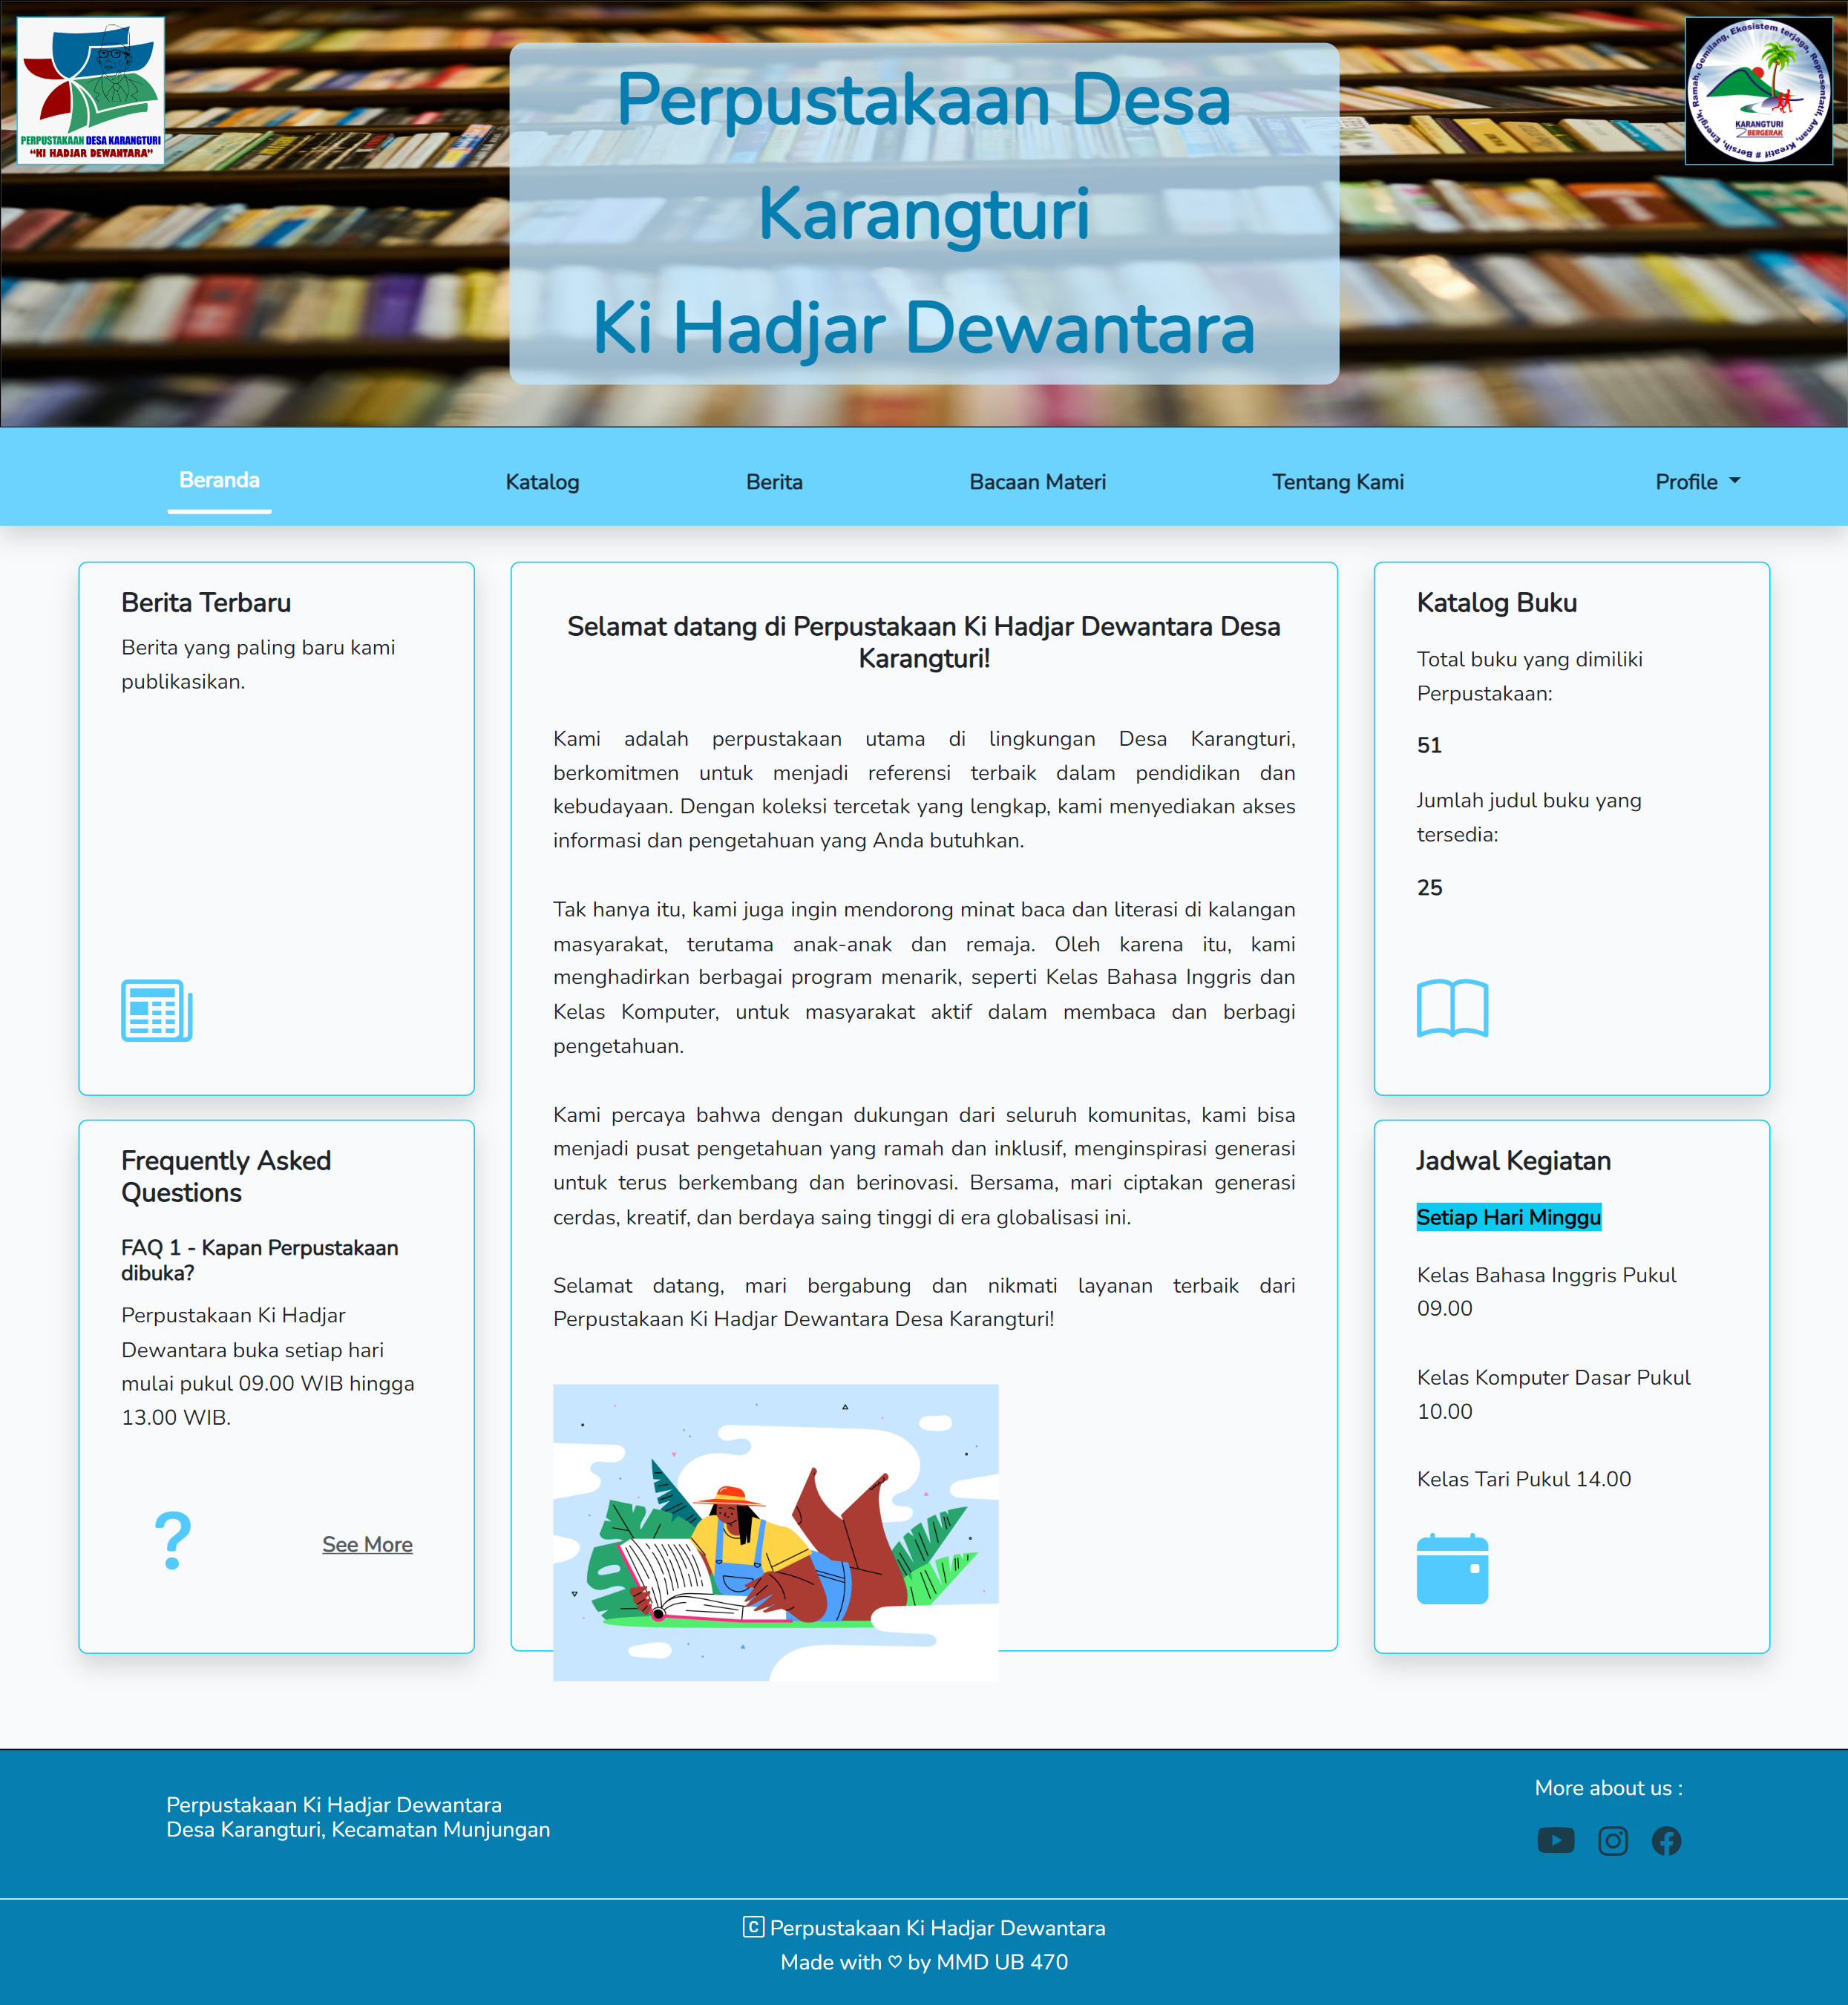 PERPUSTAKAAN DESA KARANGTURI
“KI HADJAR DEWANTARA”
Perpustakaan Desa
Karangturi
Ki Hadjar Dewantara
Ramah, Gemilang, Ekosistem terjaga, Representatif, Aman, Kreatif # Bersih, Energik
KARANGTURI
BERGERAK
Beranda
Katalog
Berita
Bacaan Materi
Tentang Kami
Profile
Berita Terbaru
Berita yang paling baru kami
publikasikan.
Frequently Asked
Questions
FAQ 1 - Kapan Perpustakaan
dibuka?
Perpustakaan Ki Hadjar
Dewantara buka setiap hari
mulai pukul 09.00 WIB hingga
13.00 WIB.
?
See More
Selamat datang di Perpustakaan Ki Hadjar Dewantara Desa
Karangturi!
Kami adalah perpustakaan utama di lingkungan Desa Karangturi,
berkomitmen untuk menjadi referensi terbaik dalam pendidikan dan
kebudayaan. Dengan koleksi tercetak yang lengkap, kami menyediakan akses
informasi dan pengetahuan yang Anda butuhkan.
Tak hanya itu, kami juga ingin mendorong minat baca dan literasi di kalangan
masyarakat, terutama anak-anak dan remaja. Oleh karena itu, kami
menghadirkan berbagai program menarik, seperti Kelas Bahasa Inggris dan
Kelas Komputer, untuk masyarakat aktif dalam membaca dan berbagi
pengetahuan.
Kami percaya bahwa dengan dukungan dari seluruh komunitas, kami bisa
menjadi pusat pengetahuan yang ramah dan inklusif, menginspirasi generasi
untuk terus berkembang dan berinovasi. Bersama, mari ciptakan generasi
cerdas, kreatif, dan berdaya saing tinggi di era globalisasi ini.
Selamat datang, mari bergabung dan nikmati layanan terbaik dari
Perpustakaan Ki Hadjar Dewantara Desa Karangturi!
Katalog Buku
Total buku yang dimiliki
Perpustakaan:
51
Jumlah judul buku yang
tersedia:
25
Jadwal Kegiatan
Setiap Hari Minggu
Kelas Bahasa Inggris Pukul
09.00
Kelas Komputer Dasar Pukul
10.00
Kelas Tari Pukul 14.00
Perpustakaan Ki Hadjar Dewantara
Desa Karangturi, Kecamatan Munjungan
More about us :
C Perpustakaan Ki Hadjar Dewantara
Made with ♡ by MMD UB 470